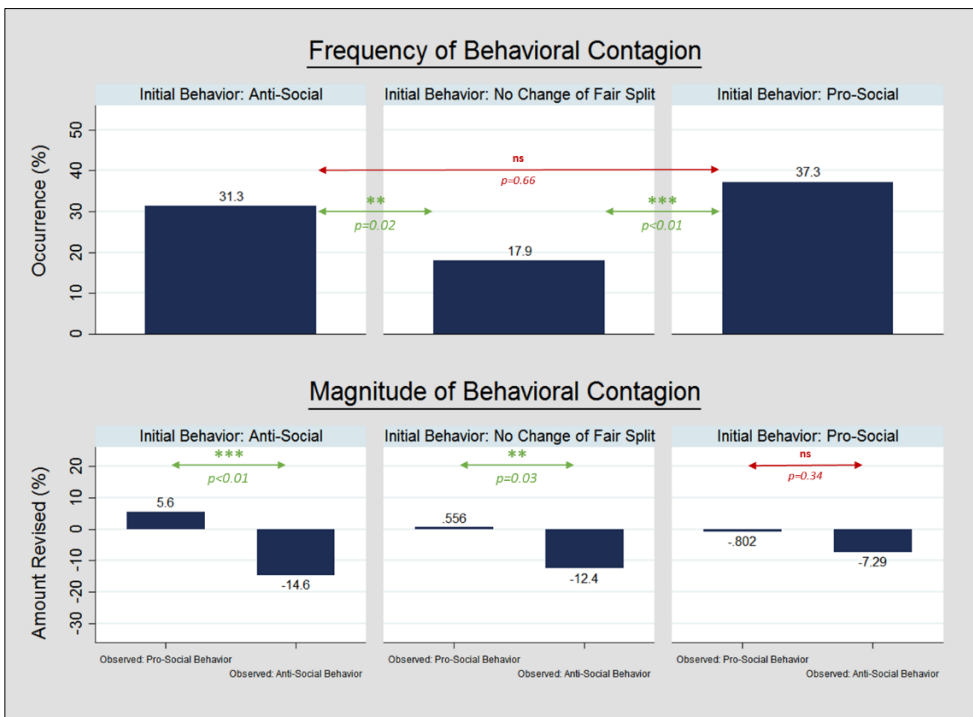 Frequency of Behavioral Contagion
Initial Behavior: Anti-Social
Initial Behavior: No Change of Fair Split
Initial Behavior: Pro-Social
Occurrence (%)
50
40
30
20
10
0
31.3
17.9
37.3
ns
p=0.66
**
p=0.02
***
p<0.01
Magnitude of Behavioral Contagion
Initial Behavior: Anti-Social
Initial Behavior: No Change of Fair Split
Initial Behavior: Pro-Social
Amount Revised (%)
20
10
0
-10
-20
-30
***
p<0.01
5.6
-14.6
**
p=0.03
.556
-12.4
ns
p=0.34
-.802
-7.29
Observed: Pro-Social Behavior
Observed: Anti-Social Behavior
Observed: Pro-Social Behavior
Observed: Anti-Social Behavior
Observed: Pro-Social Behavior
Observed: Anti-Social Behavior